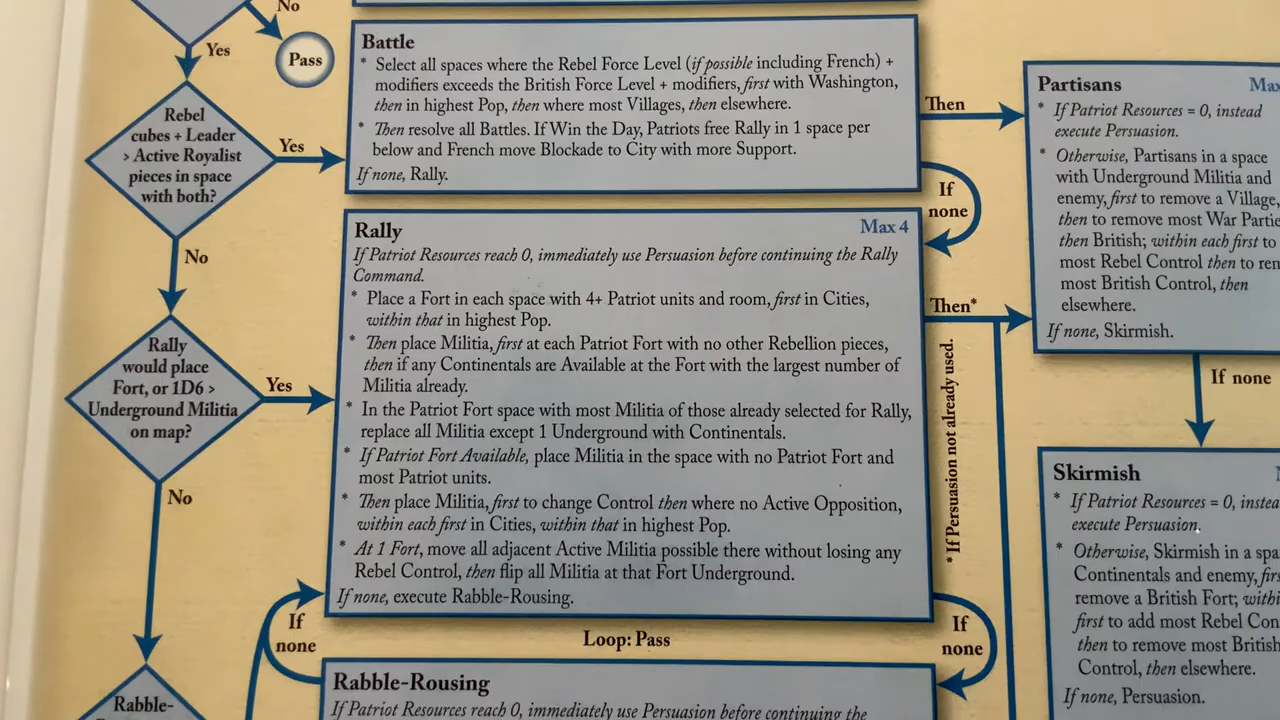 No
Yes
Pass
Rebel
cubes + Leader
> Active Royalist
pieces in space
with both?
Yes
No
Rally
would place
Fort, or 1D6 >
Underground Militia
on map?
Yes
No
Rabble-
Battle
* Select all spaces where the Rebel Force Level (if possible including French) +
modifiers exceeds the British Force Level + modifiers, first with Washington,
then in highest Pop, then where most Villages, then elsewhere.
* Then resolve all Battles. If Win the Day, Patriots free Rally in 1 space per
below and French move Blockade to City with more Support.
If none, Rally.
Then
If
none
Rally
Max 4
If Patriot Resources reach 0, immediately use Persuasion before continuing the Rally
Command.
* Place a Fort in each space with 4+ Patriot units and room, first in Cities,
within that in highest Pop.
* Then place Militia, first at each Patriot Fort with no other Rebellion pieces,
then if any Continentals are Available at the Fort with the largest number of
Militia already.
* In the Patriot Fort space with most Militia of those already selected for Rally,
replace all Militia except 1 Underground with Continentals.
* If Patriot Fort Available, place Militia in the space with no Patriot Fort and
most Patriot units.
* Then place Militia, first to change Control then where no Active Opposition,
within each first in Cities, within that in highest Pop.
* At 1 Fort, move all adjacent Active Militia possible there without losing any
Rebel Control, then flip all Militia at that Fort Underground.
If none, execute Rabble-Rousing.
Then*
* If Persuasion not already used.
If
none
Loop: Pass
If
none
Rabble-Rousing
If Patriot Resources reach 0, immediately use Persuasion before continuing the
Partisans
Max
* If Patriot Resources = 0, instead
execute Persuasion.
* Otherwise, Partisans in a space
with Underground Militia and
enemy, first to remove a Village,
then to remove most War
then British; within each first to
most Rebel Control then to
most British Control, then
elsewhere.
If none, Skirmish.
If none
Skirmish
* If Patriot Resources = 0,
execute Persuasion.
* Otherwise, Skirmish in a
Continentals and enemy,
remove a British Fort;
first to add most Rebel
then to remove most British
Control, then elsewhere.
If none, Persuasion.